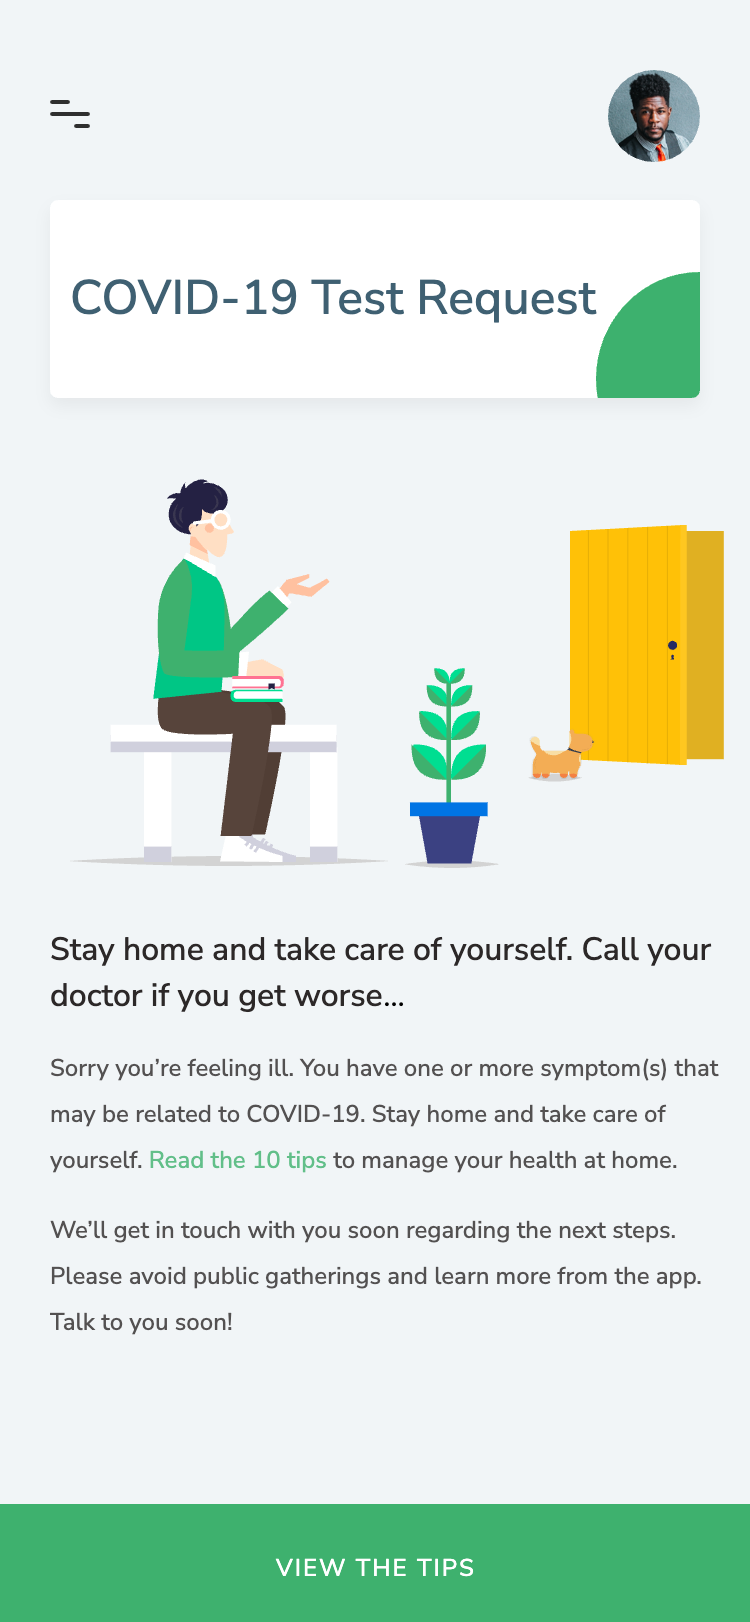 COVID-19 Test Request
Stay home and take care of yourself. Call your
doctor if you get worse...
Sorry you’re feeling ill. You have one or more symptom(s) that
may be related to COVID-19. Stay home and take care of
yourself. Read the 10 tips to manage your health at home.
We’ll get in touch with you soon regarding the next steps.
Please avoid public gatherings and learn more from the app.
Talk to you soon!
VIEW THE TIPS